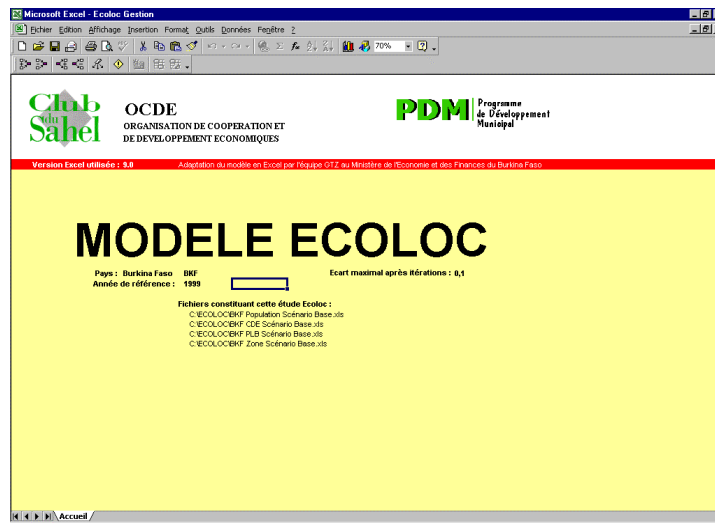 Microsoft Excel - Ecoloc Gestion
Fichier Edition Affichage Insertion Format Outils Données Fenêtre ?
70%
Club du Sahel
OCDE
ORGANISATION DE COOPERATION ET
DE DEVELOPPEMENT ECONOMIQUES
PDM
Programme
de Développement
Municipal
Version Excel utilisée : 9.0 Adaptation du modèle en Excel par l'équipe GTZ au Ministère de l'Economie et des Finances du Burkina Faso
MODELE ECOLOC
Pays : Burkina Faso BKF Ecart maximal après itérations : 0,1
Année de référence : 1999
Fichiers constituant cette étude Ecoloc :
C:\ECOLOC\BKF Population Scénario Base.xls
C:\ECOLOC\BKF CDE Scénario Base.xls
C:\ECOLOC\BKF PLB Scénario Base.xls
C:\ECOLOC\BKF Zone Scénario Base.xls
Accueil